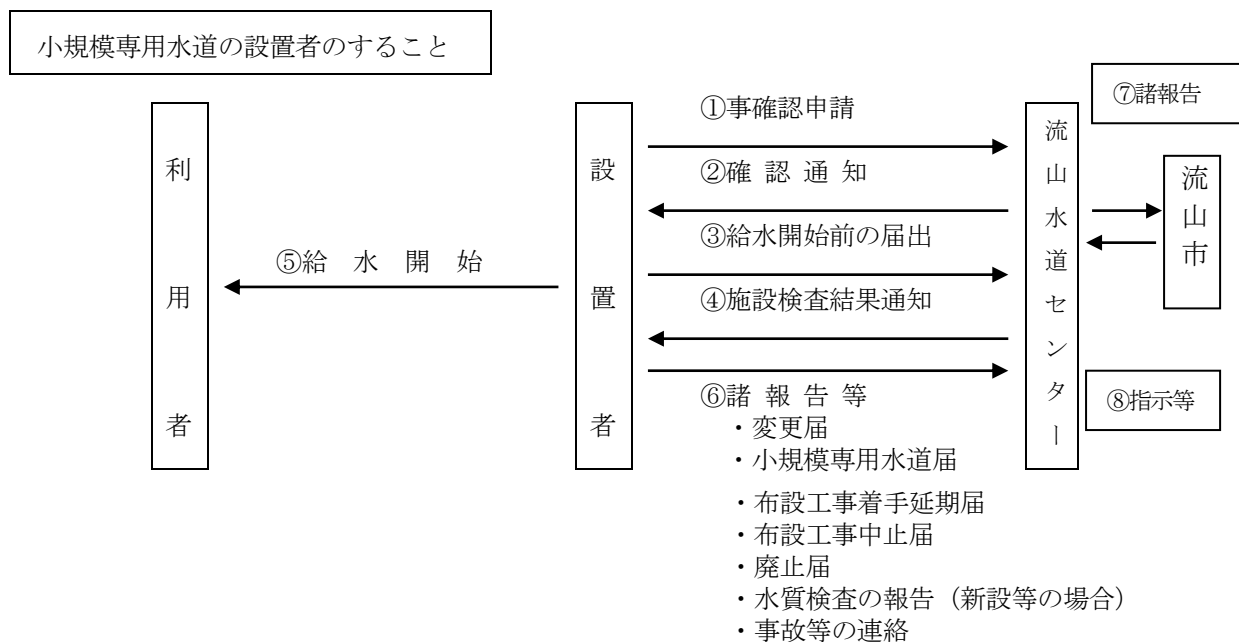 小規模専用水道の設置者のすること
⑦諸報告
①事確認申請
②確 認 通 知
③給水開始前の届出
④施設検査結果通知
⑤給 水 開 始
利用者
設置者
流山水道センター
流山市
⑧指示等
⑥諸 報 告 等
・変更届
・小規模専用水道届
・布設工事着手延期届
・布設工事中止届
・廃止届
・水質検査の報告（新設等の場合）
・事故等の連絡